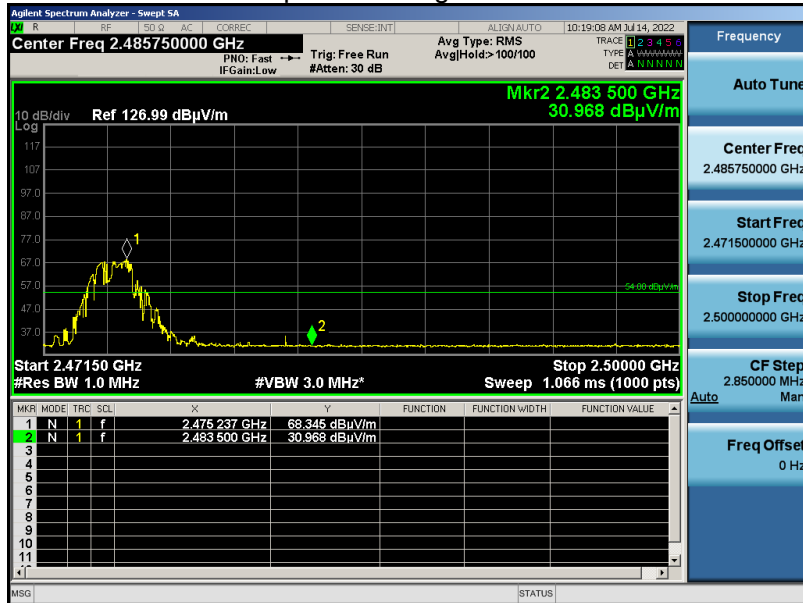 Agilent Spectrum Analyzer - Swept SA
LXI R RF 50 Ω AC CORREC SENSE:INT ALIGN AUTO 10:19:08 AM Jul 14, 2022
Center Freq 2.485750000 GHz
PNO: Fast
IFGain:Low
Trig: Free Run
#Atten: 30 dB
Avg Type: RMS
Avg|Hold:>100/100
TRACE 1 2 3 4 5 6
TYPE A WWWWW
DET A N N N N N
Mkr2 2.483 500 GHz
30.968 dBµV/m
10 dB/div Ref 126.99 dBµV/m
Log
117
107
97.0
87.0
77.0
67.0
57.0
47.0
37.0
1
2
54.00 dBµV/m
Start 2.47150 GHz Stop 2.50000 GHz
#Res BW 1.0 MHz #VBW 3.0 MHz* Sweep 1.066 ms (1000 pts)
MKR MODE TRC SCL X Y FUNCTION FUNCTION WIDTH FUNCTION VALUE
1 N 1 f 2.475 237 GHz 68.345 dBµV/m
2 N 1 f 2.483 500 GHz 30.968 dBµV/m
3
4
5
6
7
8
9
10
11
MSG STATUS
Frequency
Auto Tune
Center Freq
2.485750000 GHz
Start Freq
2.471500000 GHz
Stop Freq
2.500000000 GHz
CF Step
2.850000 MHz
Auto Man
Freq Offset
0 Hz